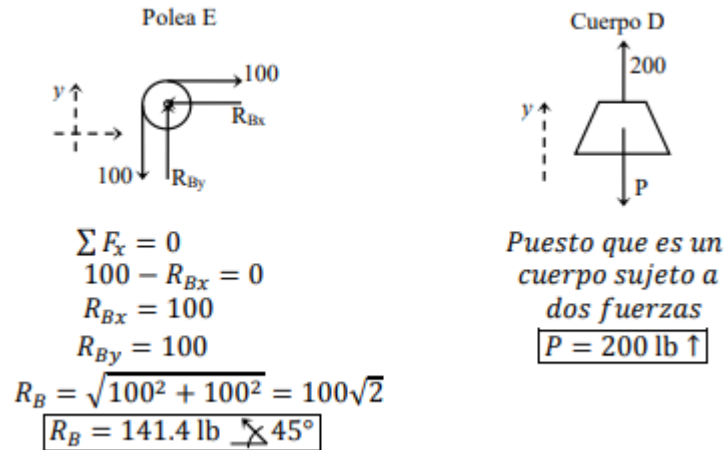 Polea E
y
100
R_Bx
100
R_By
∑ F_x = 0
100 − R_Bx = 0
R_Bx = 100
R_By = 100
R_B = √(100² + 100²) = 100√2
R_B = 141.4 lb 45°
Cuerpo D
200
y
P
Puesto que es un
cuerpo sujeto a
dos fuerzas
P = 200 lb ↑